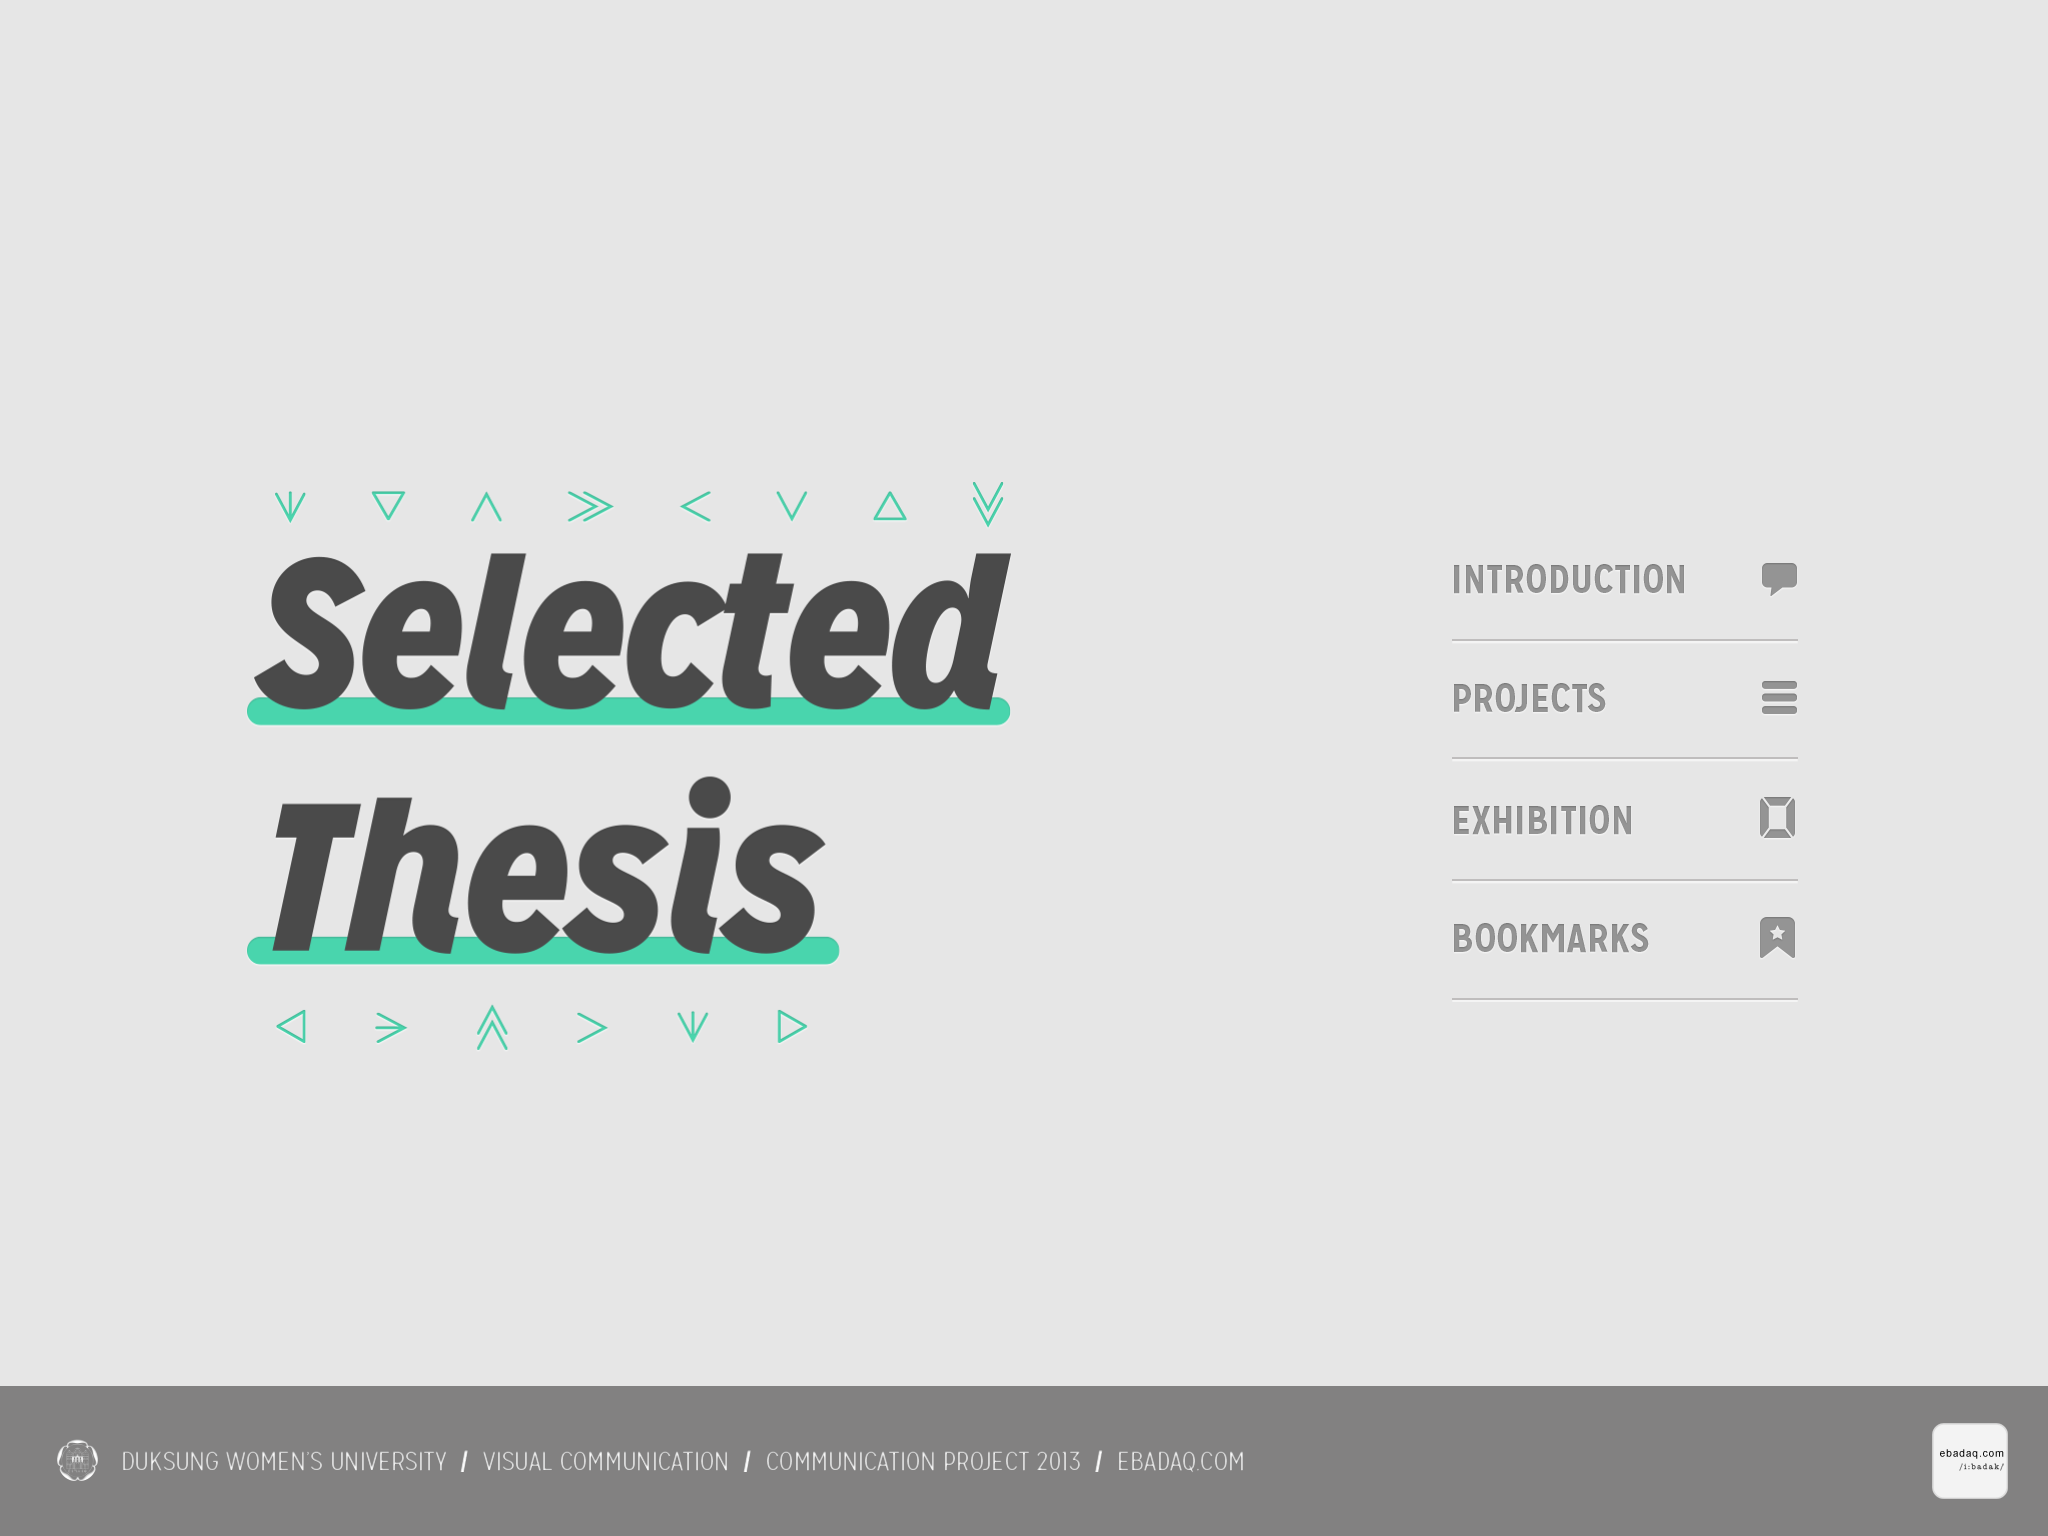 Selected
Thesis
INTRODUCTION
PROJECTS
EXHIBITION
BOOKMARKS
DUKSUNG WOMEN'S UNIVERSITY / VISUAL COMMUNICATION / COMMUNICATION PROJECT 2013 / EBADAQ.COM
ebadaq.com
/i:badak/